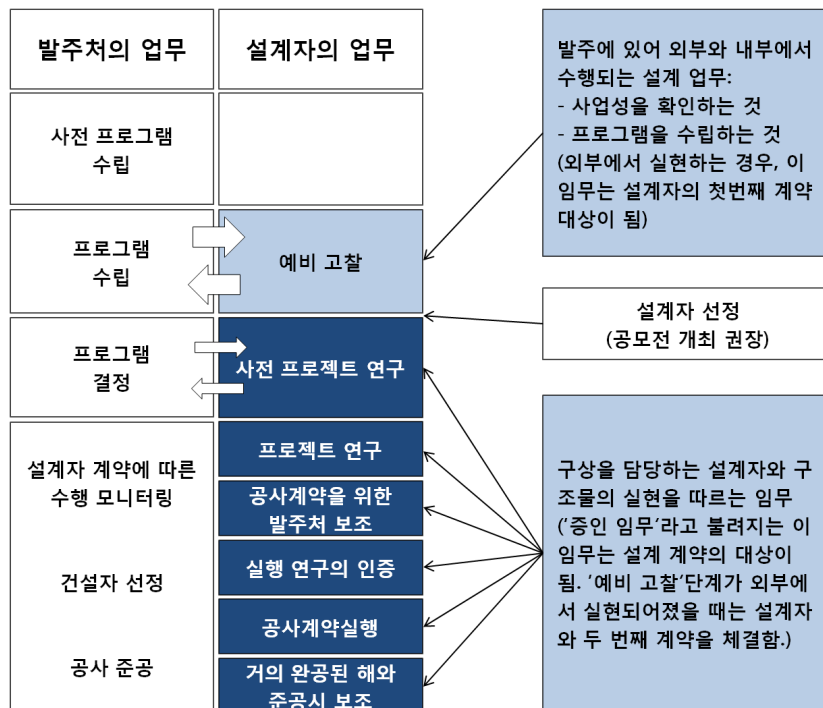 발주처의 업무
설계자의 업무
사전 프로그램
수립
프로그램
수립
예비 고찰
프로그램
결정
사전 프로젝트 연구
설계자 계약에 따른
수행 모니터링
건설자 선정
공사 준공
프로젝트 연구
공사계약을 위한
발주처 보조
실행 연구의 인증
공사계약실행
거의 완공된 해와
준공시 보조
발주에 있어 외부와 내부에서
수행되는 설계 업무:
- 사업성을 확인하는 것
- 프로그램을 수립하는 것
(외부에서 실현하는 경우, 이
임무는 설계자의 첫번째 계약
대상이 됨)
설계자 선정
(공모전 개최 권장)
구상을 담당하는 설계자와 구
조물의 실현을 따르는 임무
('증인 임무'라고 불려지는 이
임무는 설계 계약의 대상이
됨. '예비 고찰'단계가 외부에
서 실현되어졌을 때는 설계자
와 두 번째 계약을 체결함.)